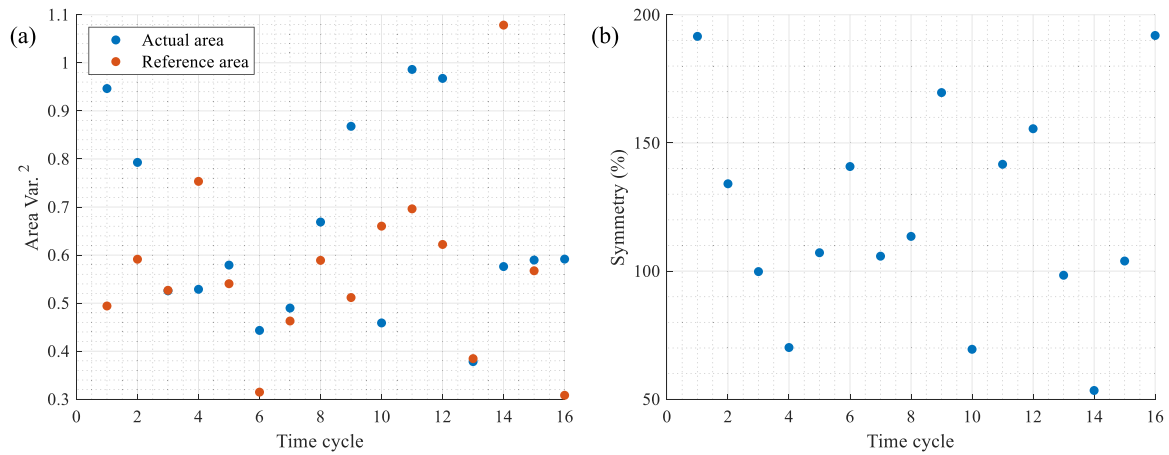 (a)
Area Var. 2
1.1
1
0.9
0.8
0.7
0.6
0.5
0.4
0.3
Actual area
Reference area
0 2 4 6 8 10 12 14 16
Time cycle
(b)
Symmetry (%)
200
150
100
50
0 2 4 6 8 10 12 14 16
Time cycle